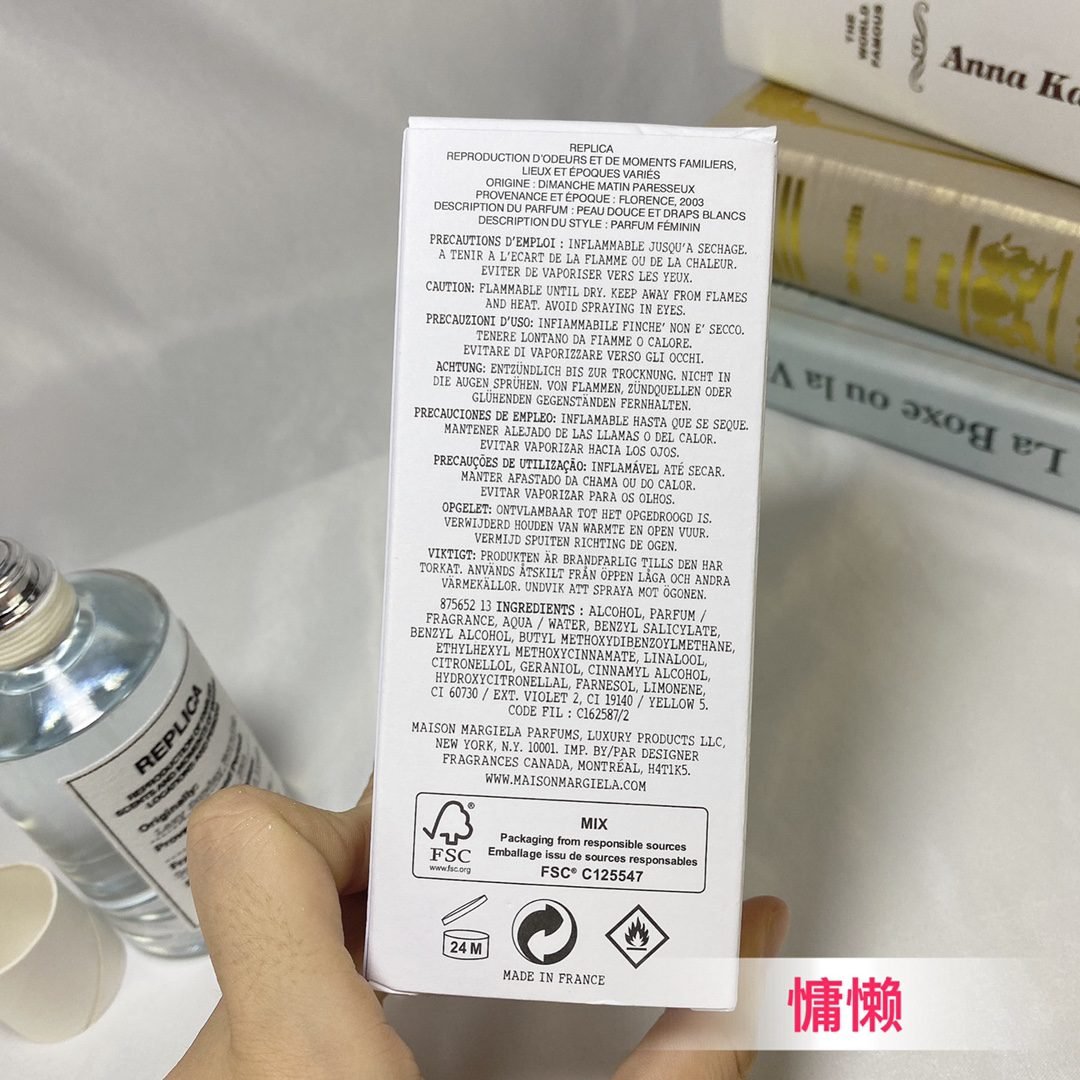 THE
WORLD
FAMOUS
Anna Ka
La Boxe ou la V
REPLICA
REPRODUCTION D'ODEURS ET DE MOMENTS FAMILIERS,
LIEUX ET ÉPOQUES VARIÉS
ORIGINE : DIMANCHE MATIN PARESSEUX
PROVENANCE ET ÉPOQUE : FLORENCE, 2003
DESCRIPTION DU PARFUM : PEAU DOUCE ET DRAPS BLANCS
DESCRIPTION DU STYLE : PARFUM FÉMININ
PRECAUTIONS D'EMPLOI : INFLAMMABLE JUSQU'A SECHAGE.
A TENIR A L'ECART DE LA FLAMME OU DE LA CHALEUR.
EVITER DE VAPORISER VERS LES YEUX.
CAUTION: FLAMMABLE UNTIL DRY. KEEP AWAY FROM FLAMES
AND HEAT. AVOID SPRAYING IN EYES.
PRECAUZIONI D'USO: INFIAMMABILE FINCHE' NON E' SECCO.
TENERE LONTANO DA FIAMME O CALORE.
EVITARE DI VAPORIZZARE VERSO GLI OCCHI.
ACHTUNG: ENTZÜNDLICH BIS ZUR TROCKNUNG. NICHT IN
DIE AUGEN SPRÜHEN. VON FLAMMEN, ZÜNDQUELLEN ODER
GLÜHENDEN GEGENSTÄNDEN FERNHALTEN.
PRECAUCIONES DE EMPLEO: INFLAMABLE HASTA QUE SE SEQUE.
MANTENER ALEJADO DE LAS LLAMAS O DEL CALOR.
EVITAR VAPORIZAR HACIA LOS OJOS.
PRECAUÇÕES DE UTILIZAÇÃO: INFLAMÁVEL ATÉ SECAR.
MANTER AFASTADO DA CHAMA OU DO CALOR.
EVITAR VAPORIZAR PARA OS OLHOS.
OPGELET: ONTVLAMBAAR TOT HET OPGEDROOGD IS.
VERWIJDERD HOUDEN VAN WARMTE EN OPEN VUUR.
VERMIJD SPUITEN RICHTING DE OGEN.
VIKTIGT: PRODUKTEN ÄR BRANDFARLIG TILLS DEN HAR
TORKAT. ANVÄNDS ÅTSKILT FRÅN ÖPPEN LÅGA OCH ANDRA
VÄRMEKÄLLOR. UNDVIK ATT SPRAYA MOT ÖGONEN.
875652 13 INGREDIENTS : ALCOHOL, PARFUM /
FRAGRANCE, AQUA / WATER, BENZYL SALICYLATE,
BENZYL ALCOHOL, BUTYL METHOXYDIBENZOYLMETHANE,
ETHYLHEXYL METHOXYCINNAMATE, LINALOOL,
CITRONELLOL, GERANIOL, CINNAMYL ALCOHOL,
HYDROXYCITRONELLAL, FARNESOL, LIMONENE,
CI 60730 / EXT. VIOLET 2, CI 19140 / YELLOW 5.
CODE FIL : C162587/2
MAISON MARGIELA PARFUMS, LUXURY PRODUCTS LLC,
NEW YORK, N.Y. 10001. IMP. BY/PAR DESIGNER
FRAGRANCES CANADA, MONTRÉAL, H4T1K5.
WWW.MAISONMARGIELA.COM
FSC
www.fsc.org
MIX
Packaging from responsible sources
Emballage issu de sources responsables
FSC® C125547
24 M
MADE IN FRANCE
REPLICA
Originally:
慵懒